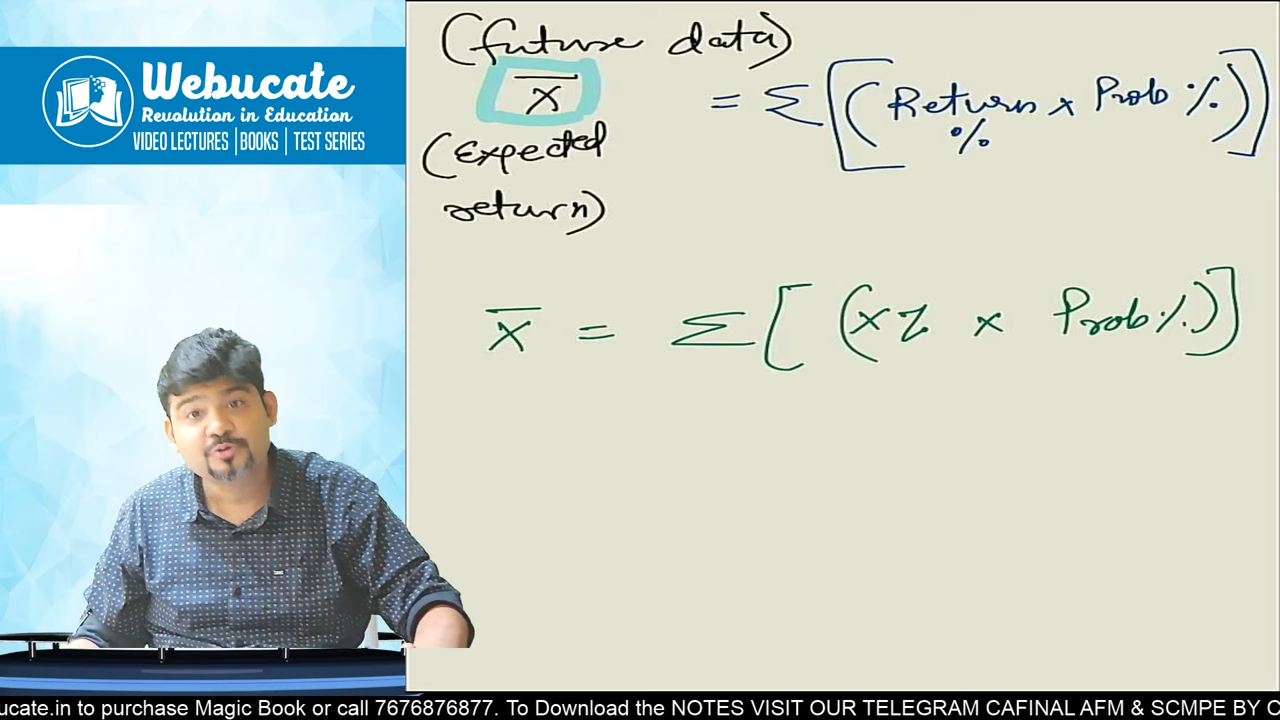 Webucate
Revolution in Education
VIDEO LECTURES | BOOKS | TEST SERIES
(future data)
X̅ = Σ [(Return % × Prob %)]
(Expected
return)
X̅ = Σ [ (X% × Prob%)]
ucate.in to purchase Magic Book or call 7676876877. To Download the NOTES VISIT OUR TELEGRAM CAFINAL AFM & SCMPE BY C